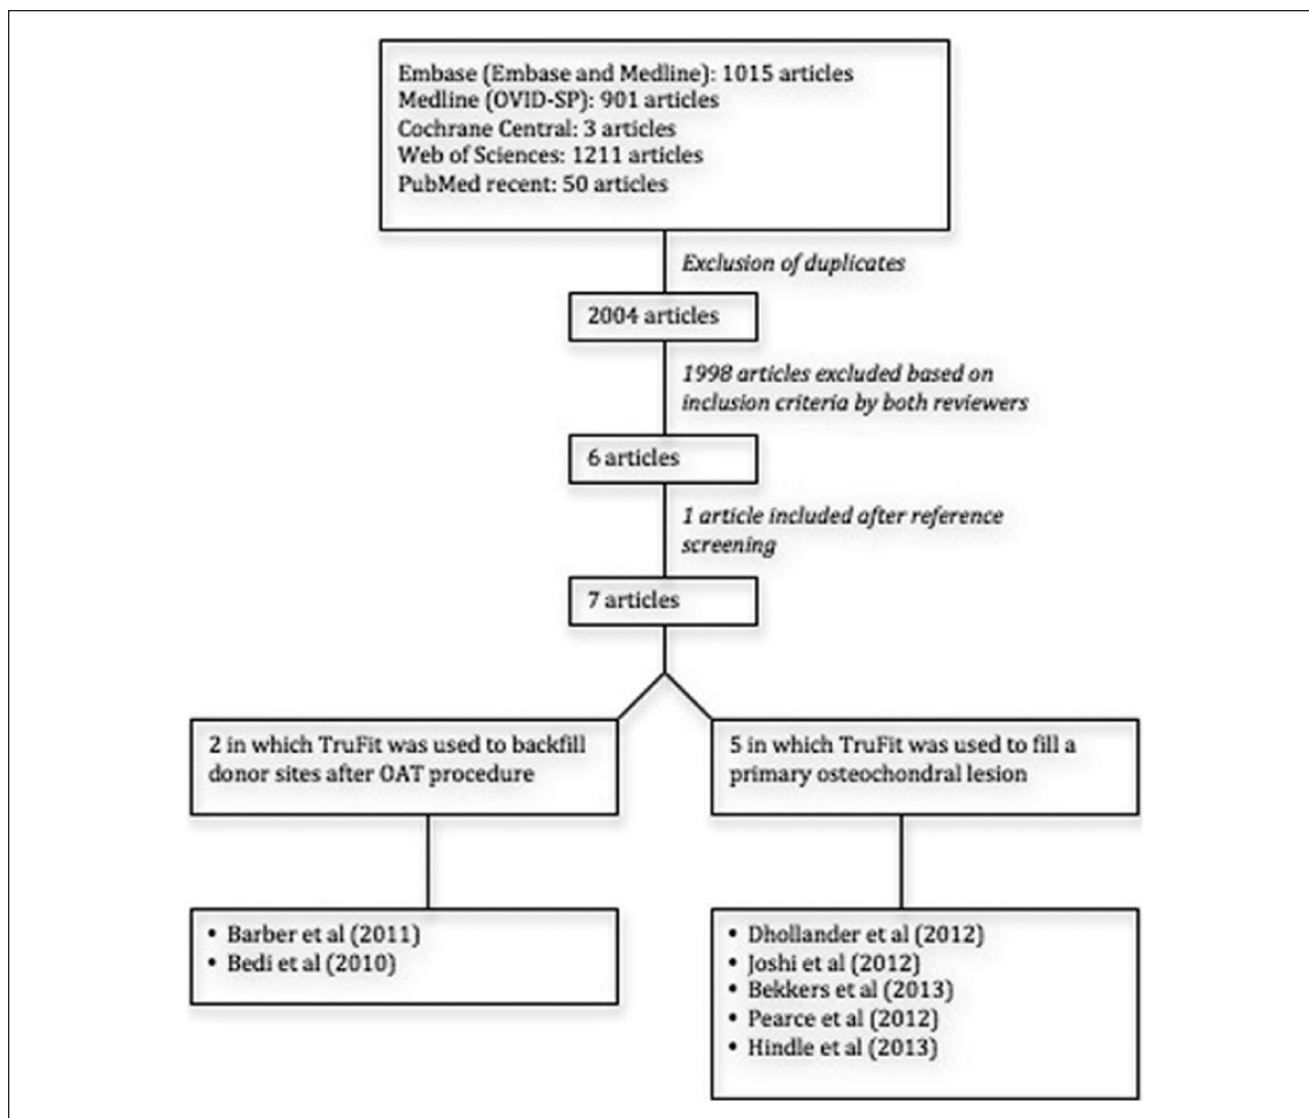 Embase (Embase and Medline): 1015 articles
Medline (OVID-SP): 901 articles
Cochrane Central: 3 articles
Web of Sciences: 1211 articles
PubMed recent: 50 articles
Exclusion of duplicates
2004 articles
1998 articles excluded based on
inclusion criteria by both reviewers
6 articles
1 article included after reference
screening
7 articles
2 in which TruFit was used to backfill
donor sites after OAT procedure
5 in which TruFit was used to fill a
primary osteochondral lesion
• Barber et al (2011)
• Bedi et al (2010)
• Dhollander et al (2012)
• Joshi et al (2012)
• Bekkers et al (2013)
• Pearce et al (2012)
• Hindle et al (2013)